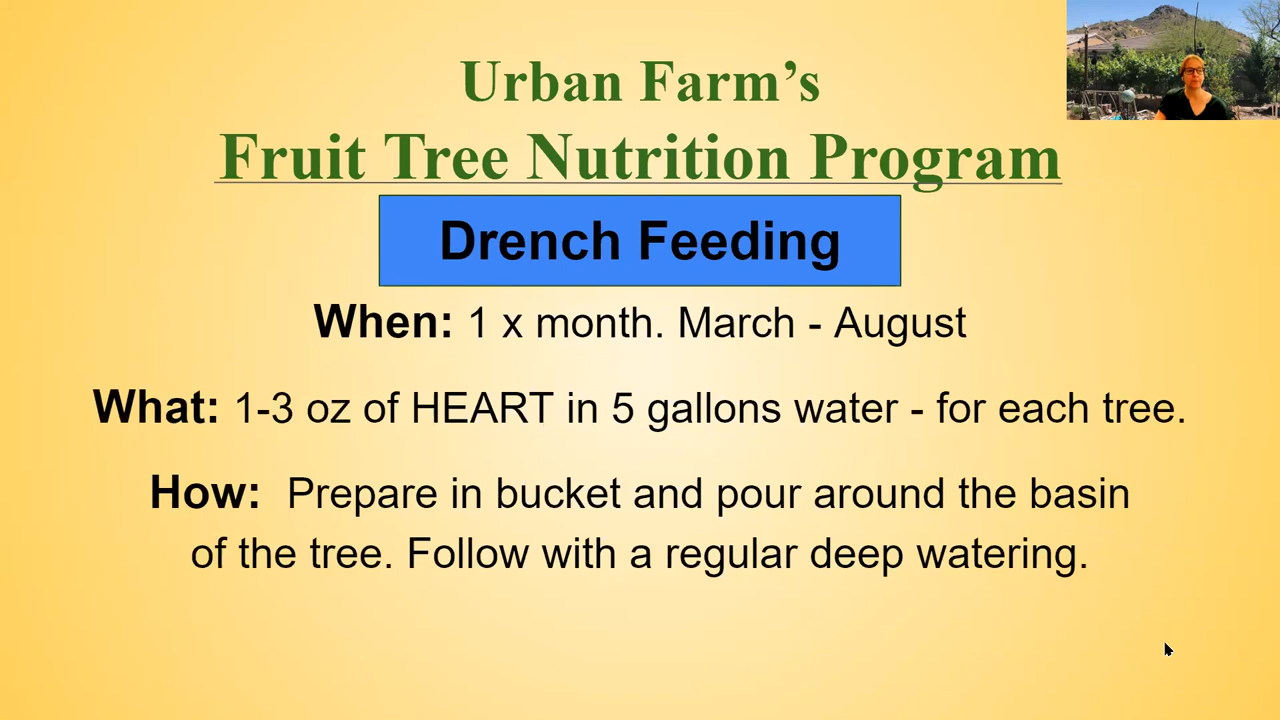 Urban Farm’s
Fruit Tree Nutrition Program
Drench Feeding
When: 1 x month. March - August
What: 1-3 oz of HEART in 5 gallons water - for each tree.
How: Prepare in bucket and pour around the basin
of the tree. Follow with a regular deep watering.